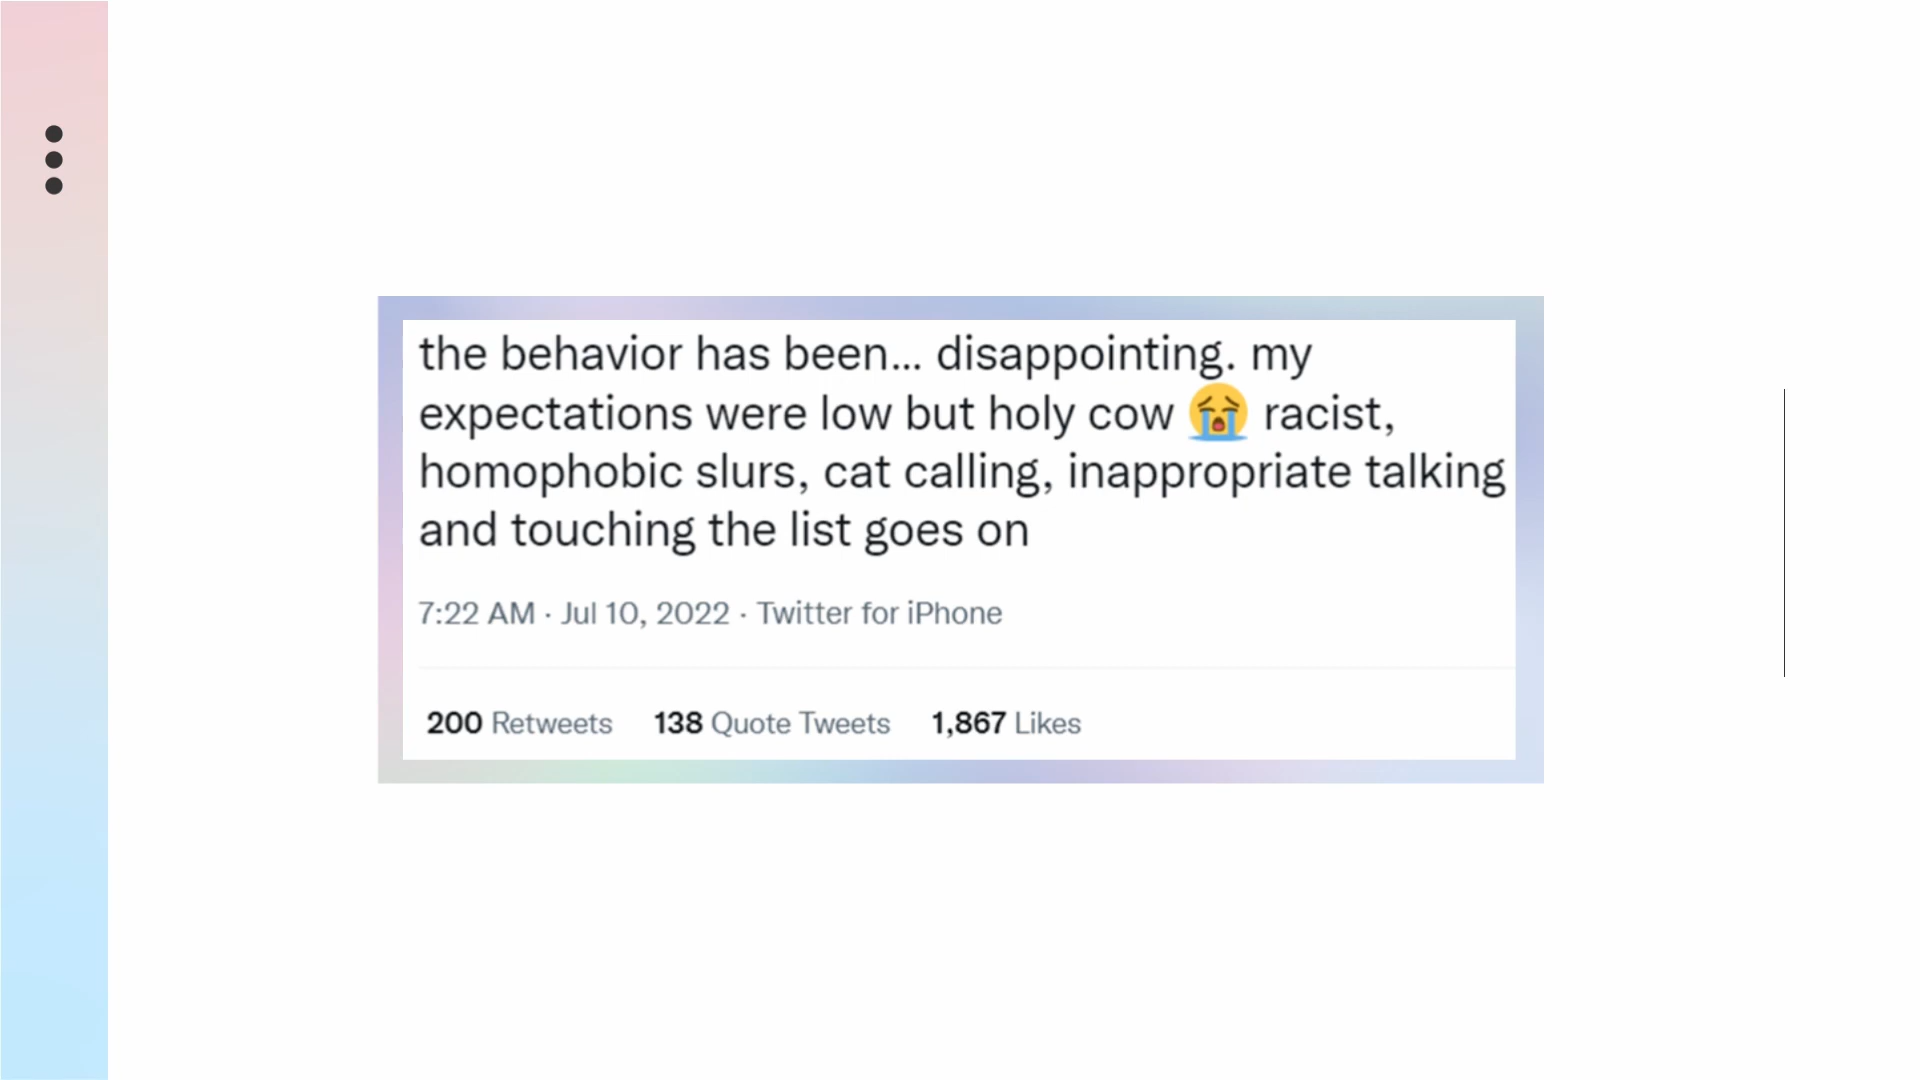 the behavior has been... disappointing. my
expectations were low but holy cow 😭 racist,
homophobic slurs, cat calling, inappropriate talking
and touching the list goes on
7:22 AM · Jul 10, 2022 · Twitter for iPhone
200 Retweets 138 Quote Tweets 1,867 Likes